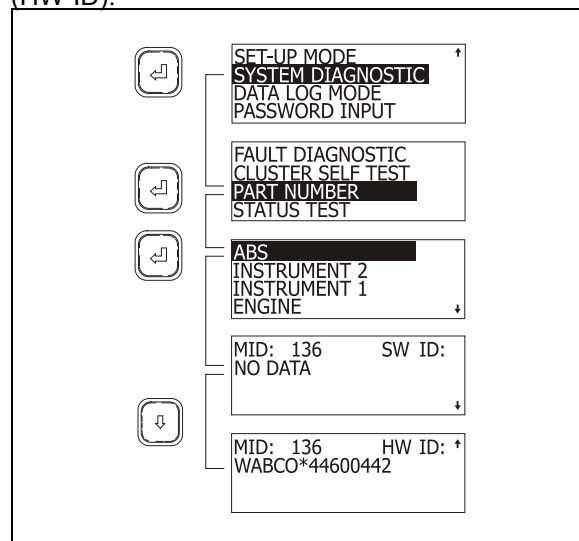 (HW ID).
SET-UP MODE
SYSTEM DIAGNOSTIC
DATA LOG MODE
PASSWORD INPUT
FAULT DIAGNOSTIC
CLUSTER SELF TEST
PART NUMBER
STATUS TEST
ABS
INSTRUMENT 2
INSTRUMENT 1
ENGINE
MID: 136 SW ID:
NO DATA
MID: 136 HW ID:
WABCO*44600442